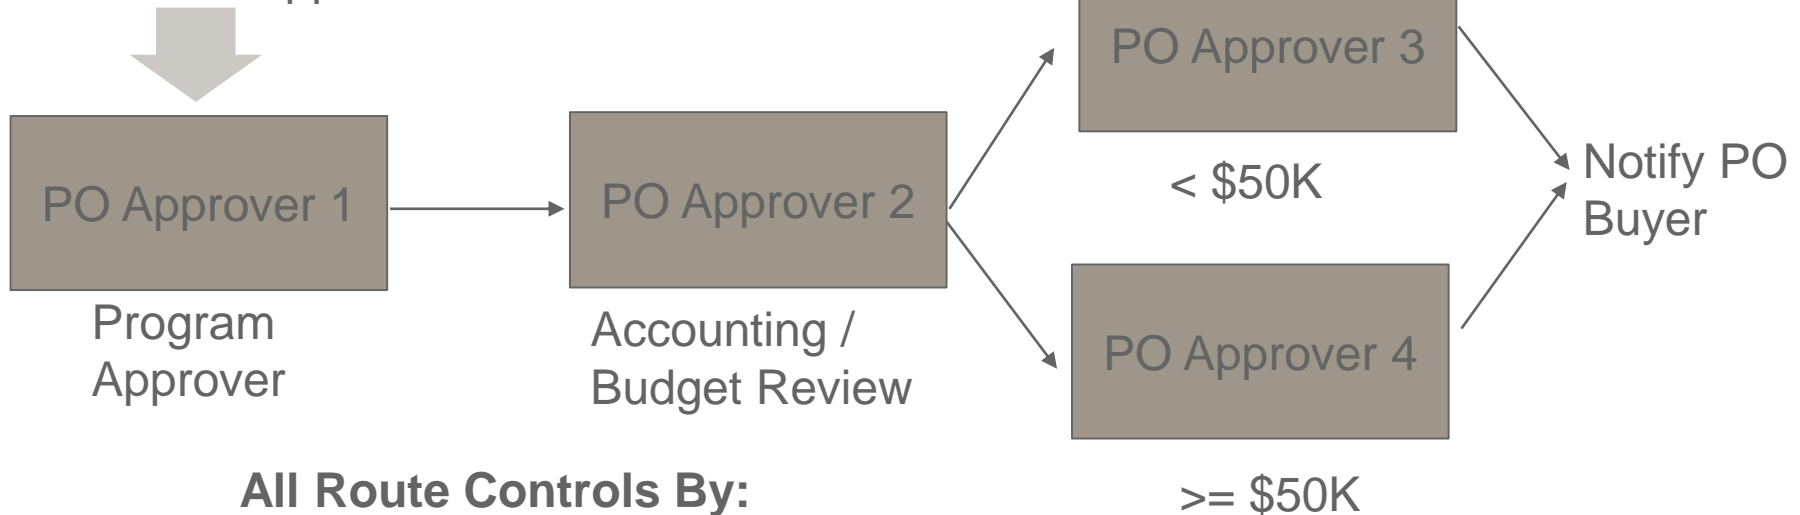 PO Approver 3
PO Approver 1
PO Approver 2
< $50K
Notify PO
Buyer
Program
Approver
Accounting /
Budget Review
PO Approver 4
All Route Controls By:
>= $50K